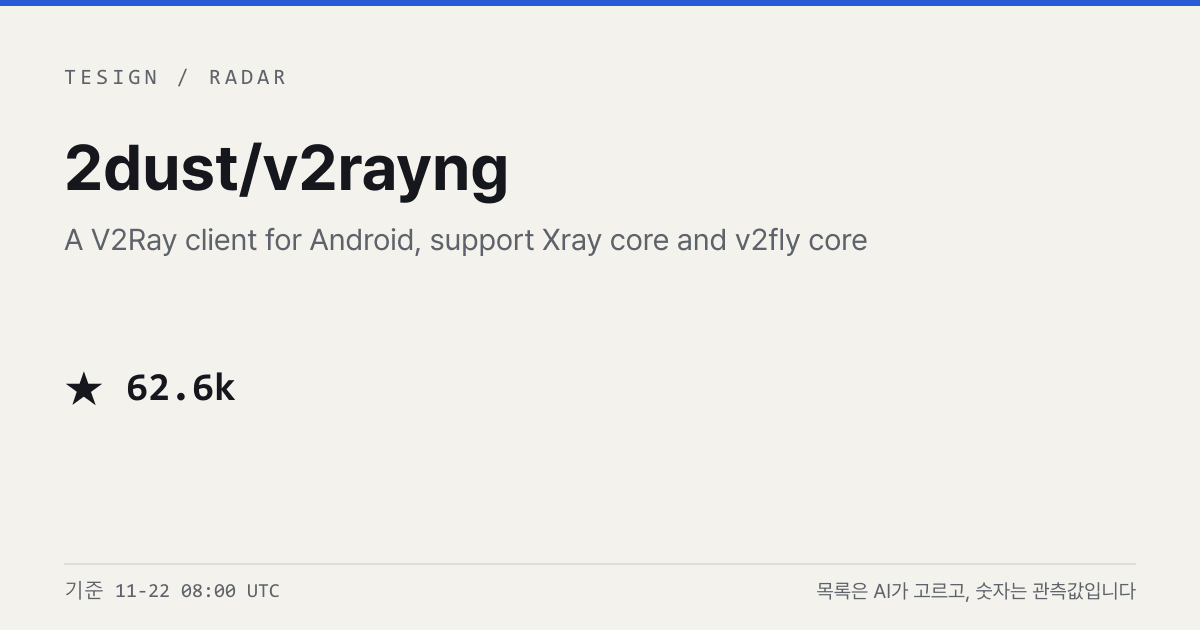 TESIGN / RADAR
2dust/v2rayng
A V2Ray client for Android, support Xray core and v2fly core
★ 62.6k
기준 11-22 08:00 UTC
목록은 AI가 고르고, 숫자는 관측값입니다